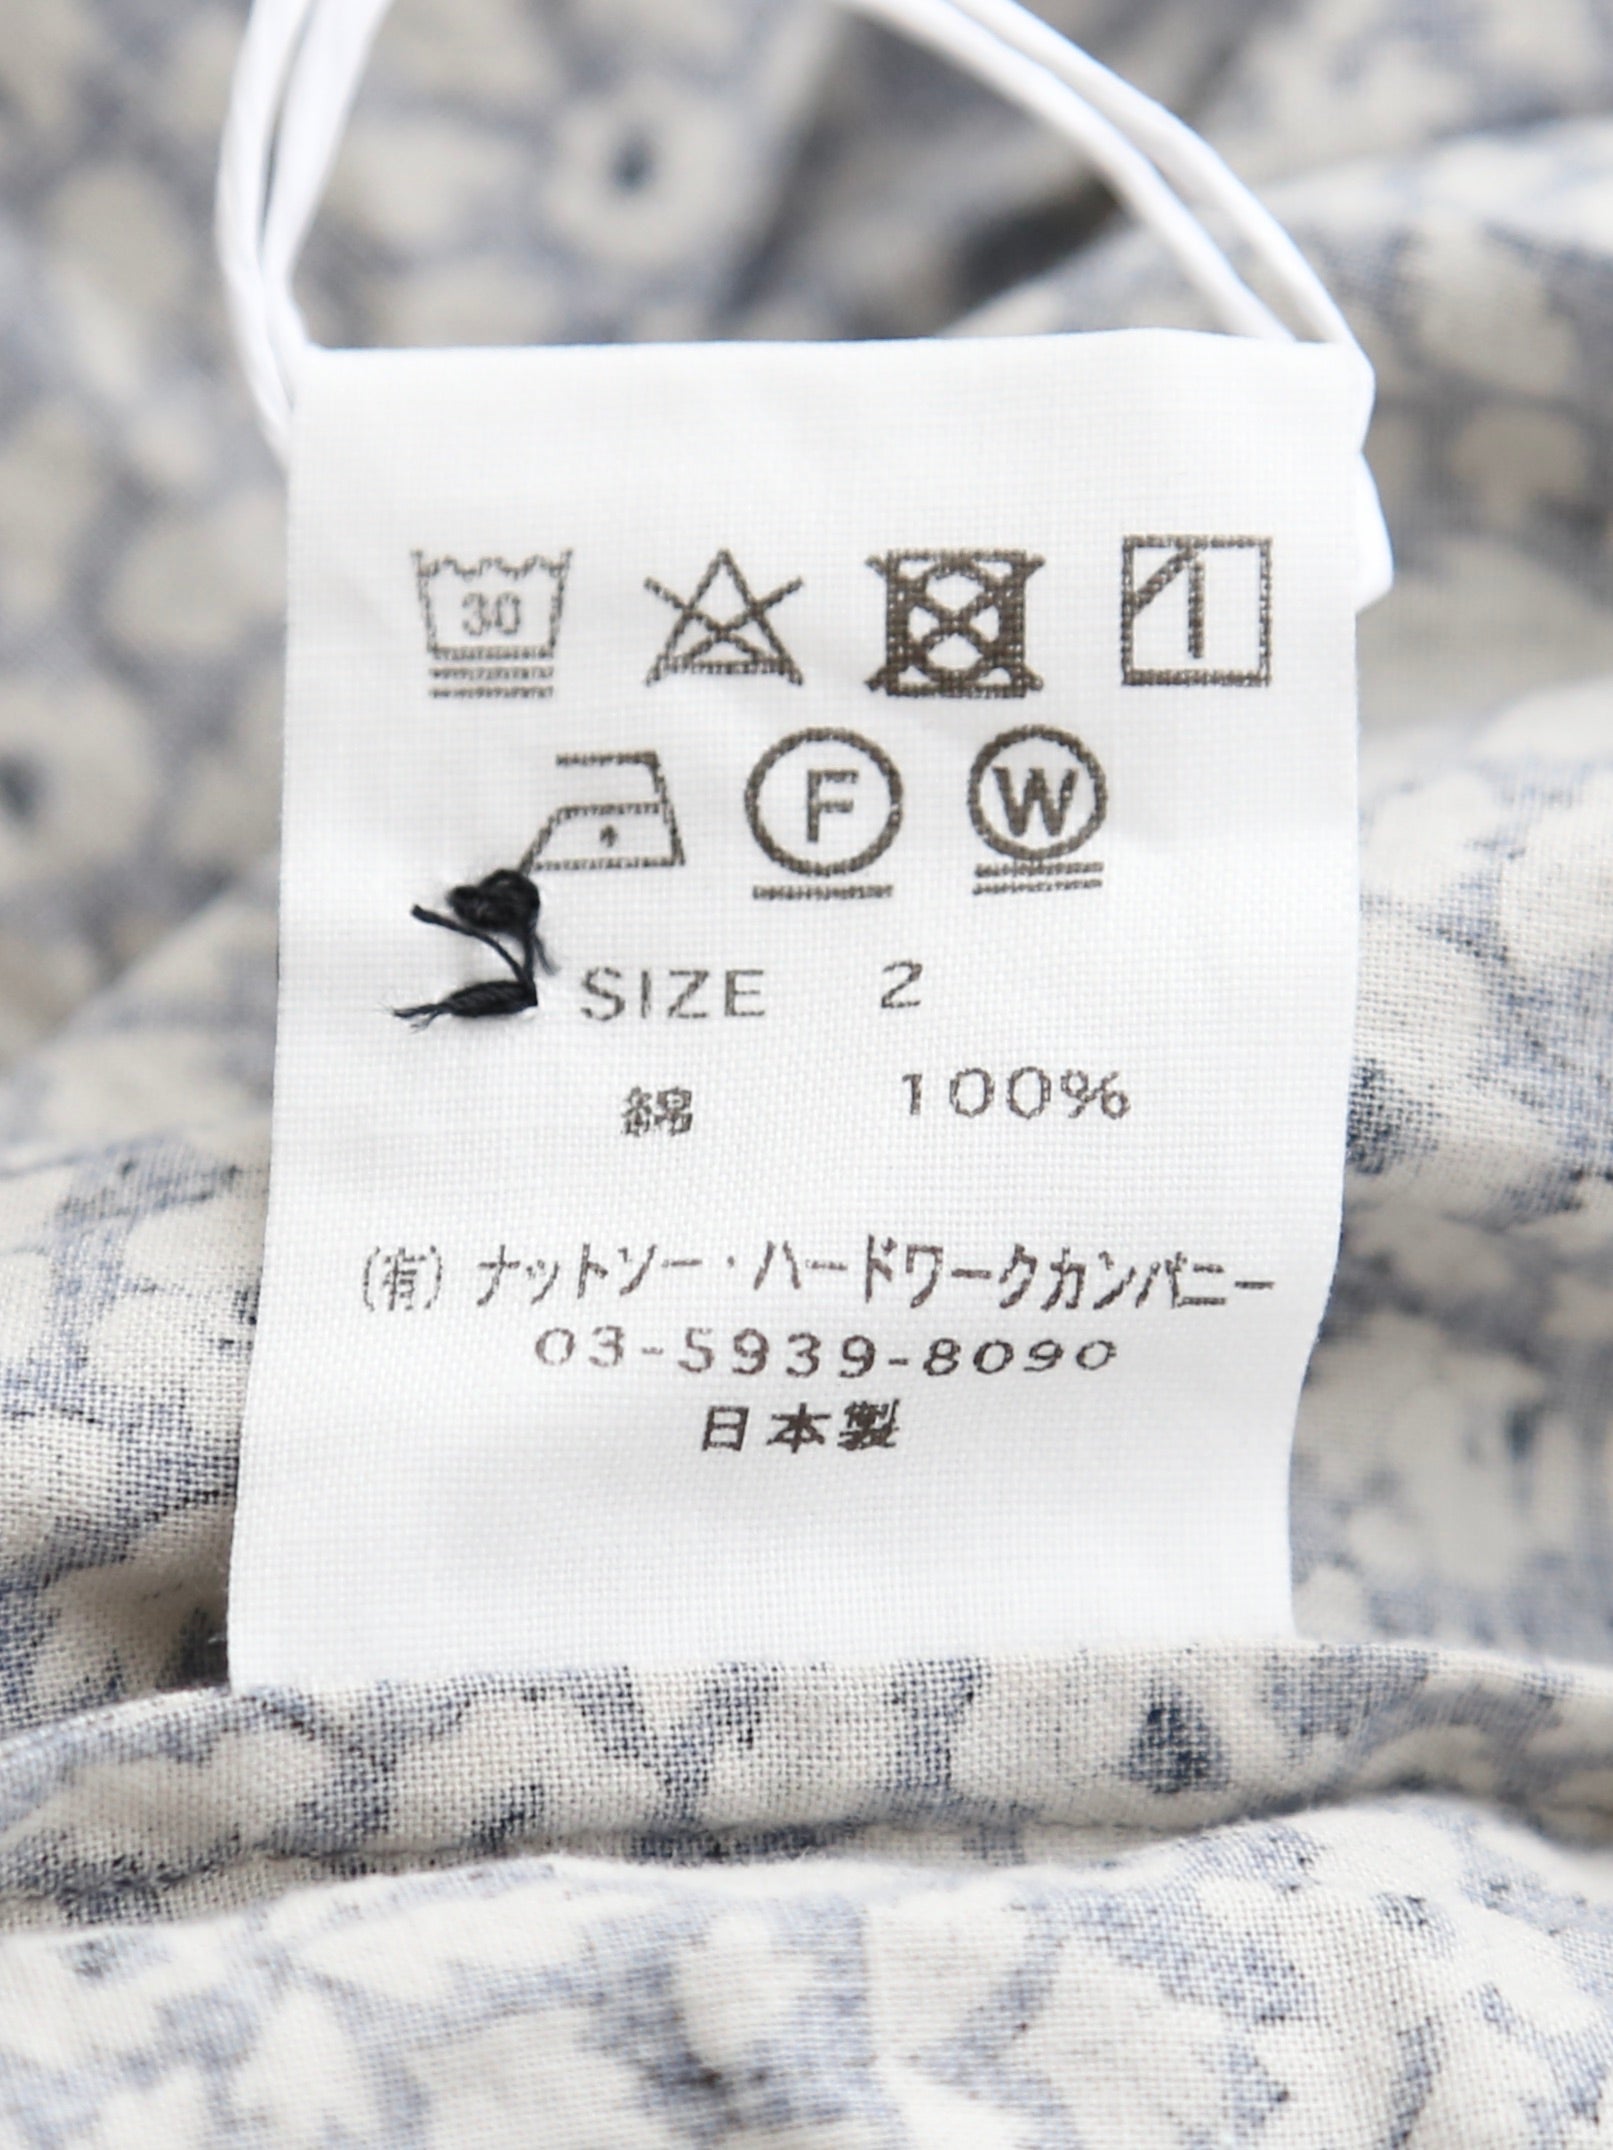 30
F W
SIZE 2
綿 100%
(有) ナットソー・ハードワークカンパニー
03-5939-8090
日本製